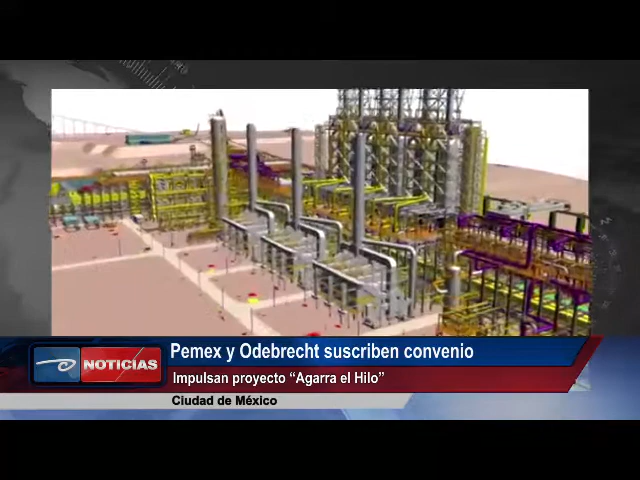 NOTICIAS
Pemex y Odebrecht suscriben convenio
Impulsan proyecto “Agarra el Hilo”
Ciudad de México